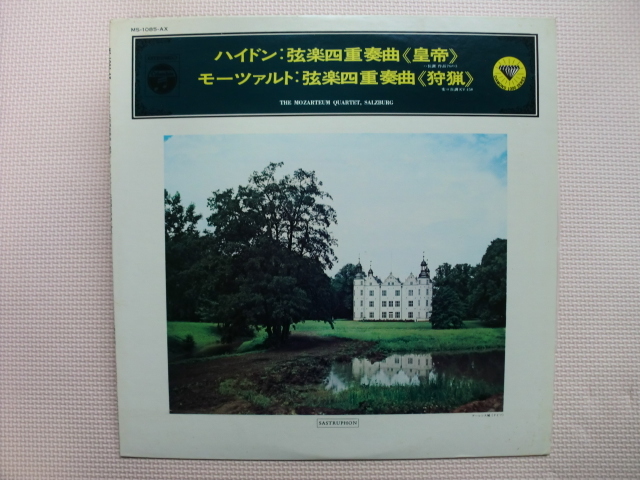 MS-1085-XX
ハイドン:弦楽四重奏曲《皇帝》
モーツァルト:弦楽四重奏曲《狩猟》
THE MOZARTEUM QUARTET, SALZBURG
SASTRUPHON